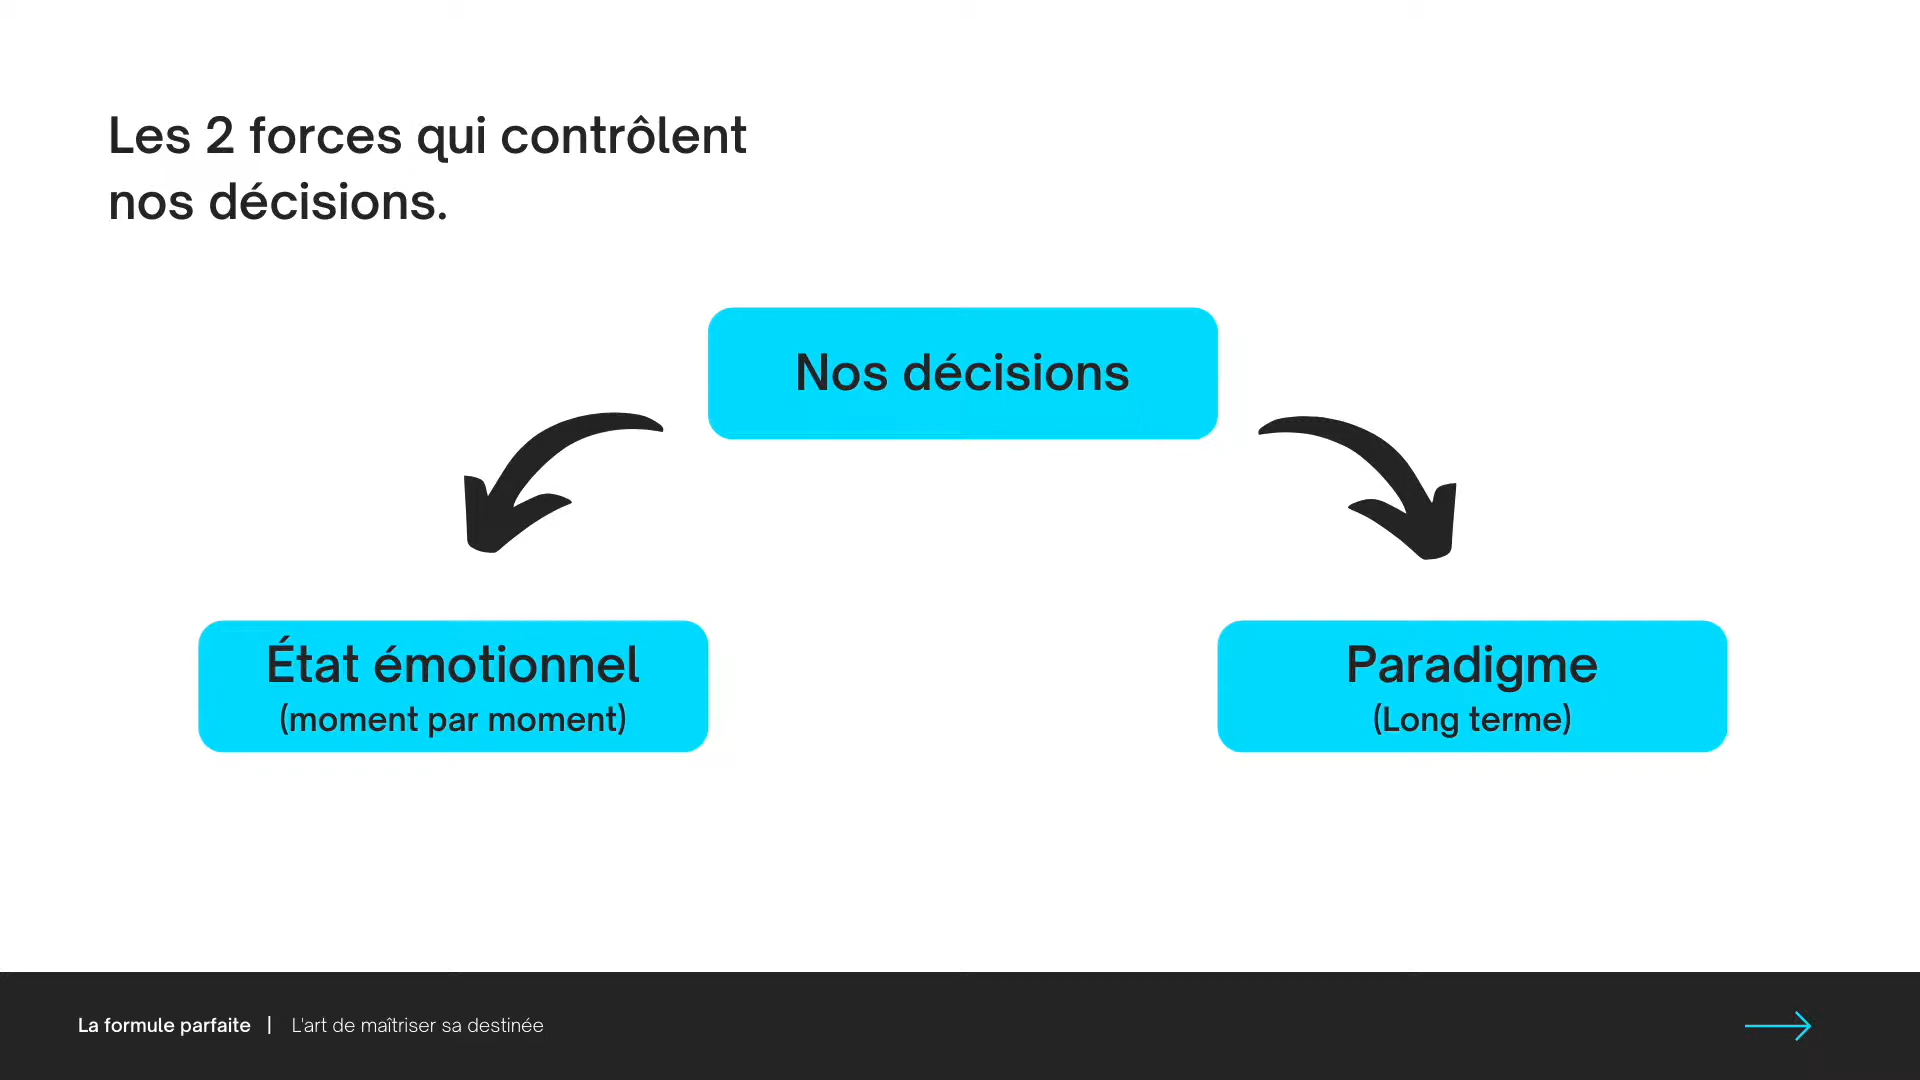 Les 2 forces qui contrôlent
nos décisions.
Nos décisions
État émotionnel
(moment par moment)
Paradigme
(Long terme)
La formule parfaite | L'art de maîtriser sa destinée